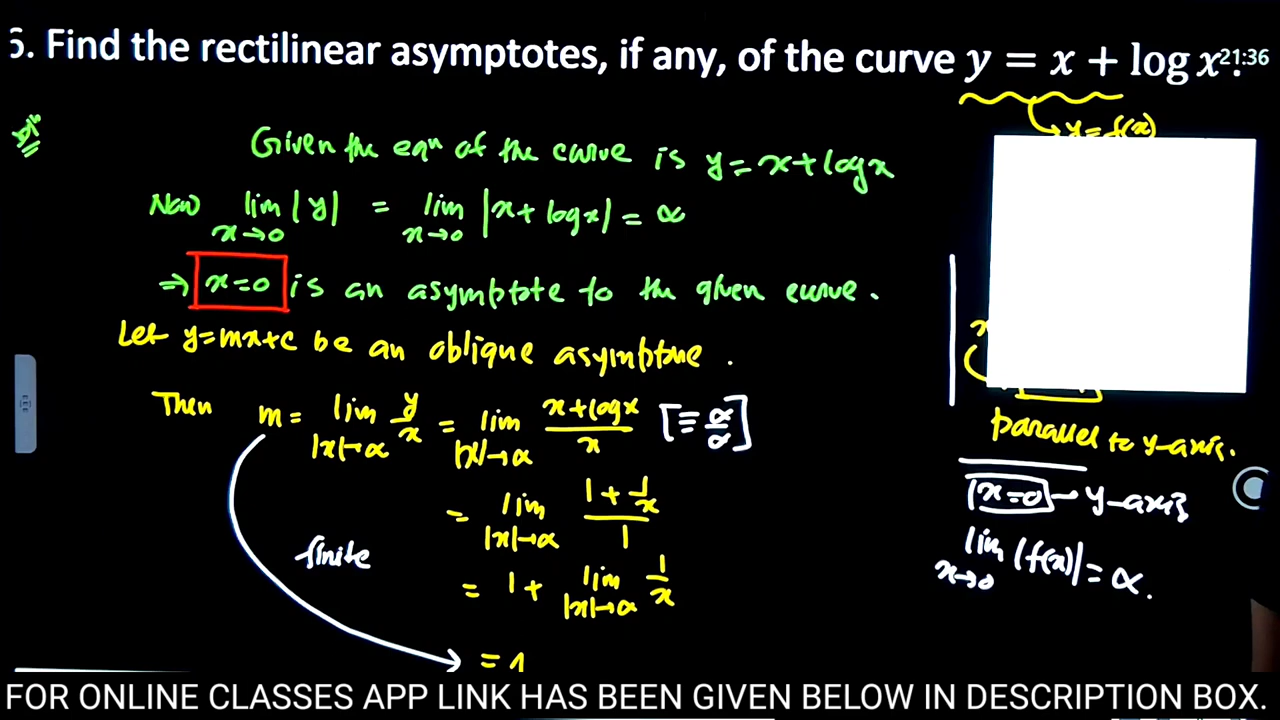 5. Find the rectilinear asymptotes, if any, of the curve y = x + log x.
21:36
y = f(x)
Given the eqn of the curve is y = x + log x
Now lim x→0 |y| = lim x→0 |x + log x| = ∝
⇒ x = 0 is an asymptote to the given curve.
Let y = mx + c be an oblique asymptote.
Then m = lim |x|→∝ y/x = lim |x|→∝ (x + log x)/x [≡ ∝/∝]
= lim |x|→∝ (1 + 1/x)/1
finite
= 1 + lim |x|→∝ 1/x
= 1
parallel to y-axis.
x = 0 → y-axis
lim x→0 |f(x)| = ∝.
FOR ONLINE CLASSES APP LINK HAS BEEN GIVEN BELOW IN DESCRIPTION BOX.